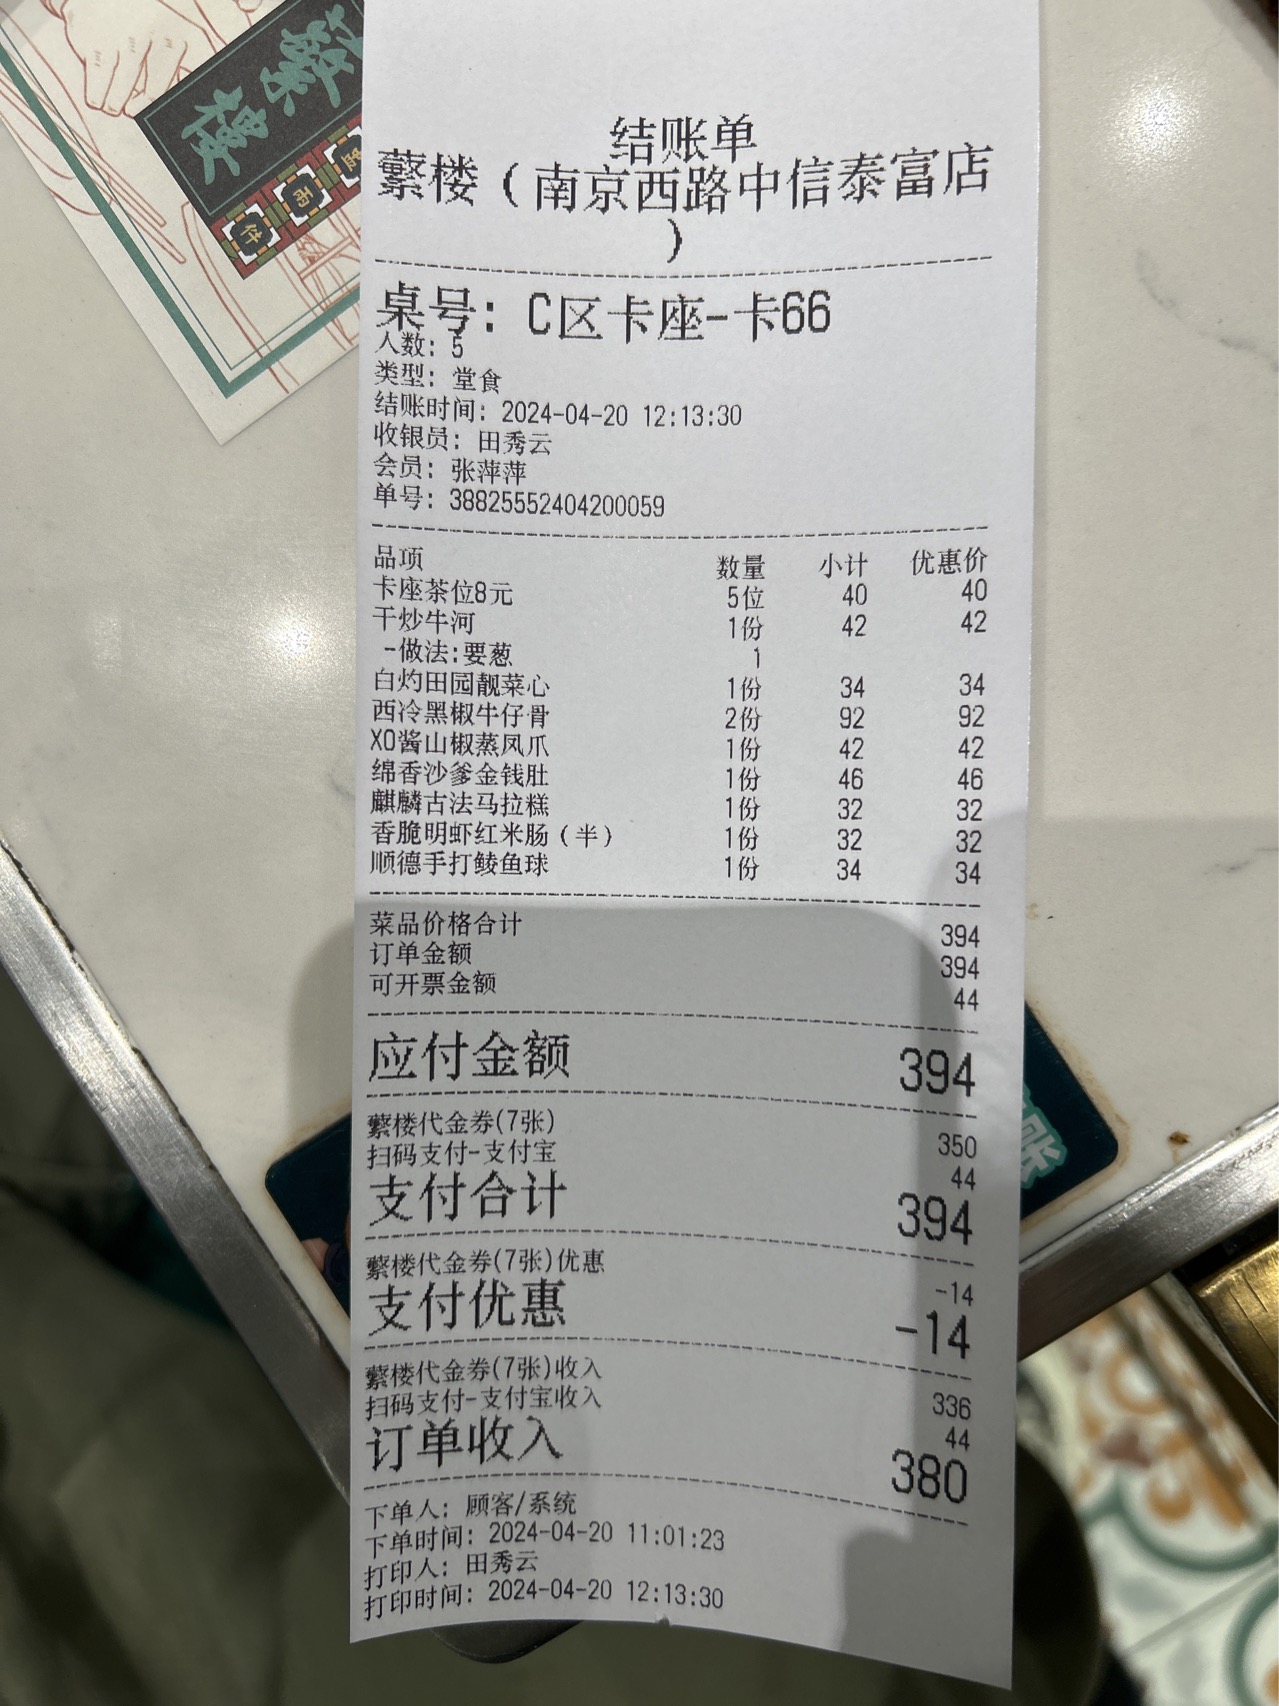 蘩楼
结账单
蘩楼（南京西路中信泰富店
）
桌号：C区卡座-卡66
人数：5
类型：堂食
结账时间：2024-04-20 12:13:30
收银员：田秀云
会员：张萍萍
单号：38825552404200059
品项 数量 小计 优惠价
卡座茶位8元 5位 40 40
干炒牛河 1份 42 42
-做法:要葱 1
白灼田园靓菜心 1份 34 34
西冷黑椒牛仔骨 2份 92 92
XO酱山椒蒸凤爪 1份 42 42
绵香沙爹金钱肚 1份 46 46
麒麟古法马拉糕 1份 32 32
香脆明虾红米肠（半） 1份 32 32
顺德手打鲮鱼球 1份 34 34
菜品价格合计 394
订单金额 394
可开票金额 44
应付金额 394
蘩楼代金券(7张) 350
扫码支付-支付宝 44
支付合计 394
蘩楼代金券(7张)优惠 -14
支付优惠 -14
蘩楼代金券(7张)收入 336
扫码支付-支付宝收入 44
订单收入 380
下单人：顾客/系统
下单时间：2024-04-20 11:01:23
打印人：田秀云
打印时间：2024-04-20 12:13:30